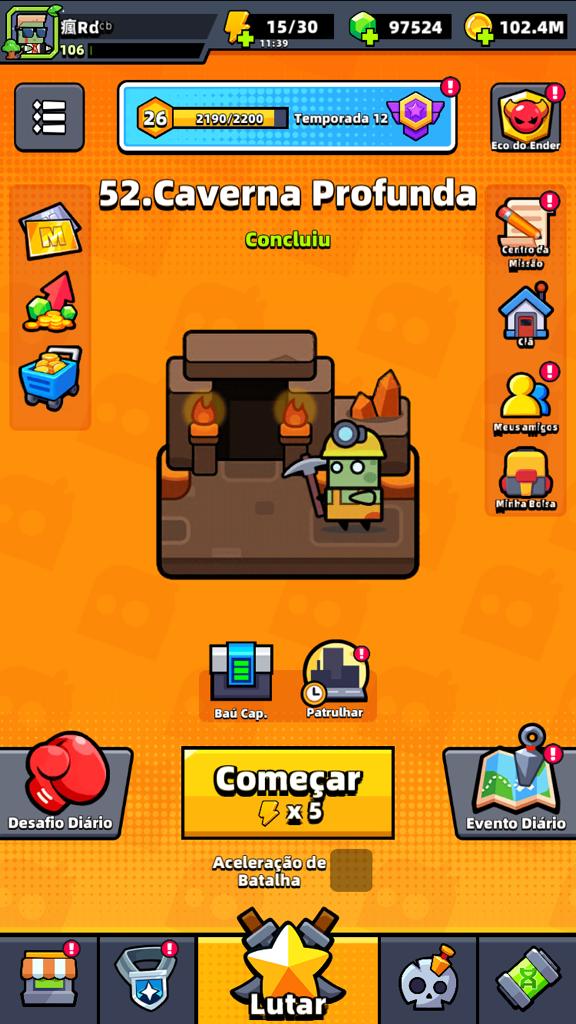 瘋Rdcb
15/30
97524
102.4M
106
11:39
26
2190/2200
Temporada 12
Eco do Ender
52.Caverna Profunda
Concluiu
M
Centro da
Missão
Clã
Meus amigos
Minha Bolsa
Baú Cap.
Patrulhar
Começar
x 5
Desafio Diário
Evento Diário
Aceleração de
Batalha
Lutar